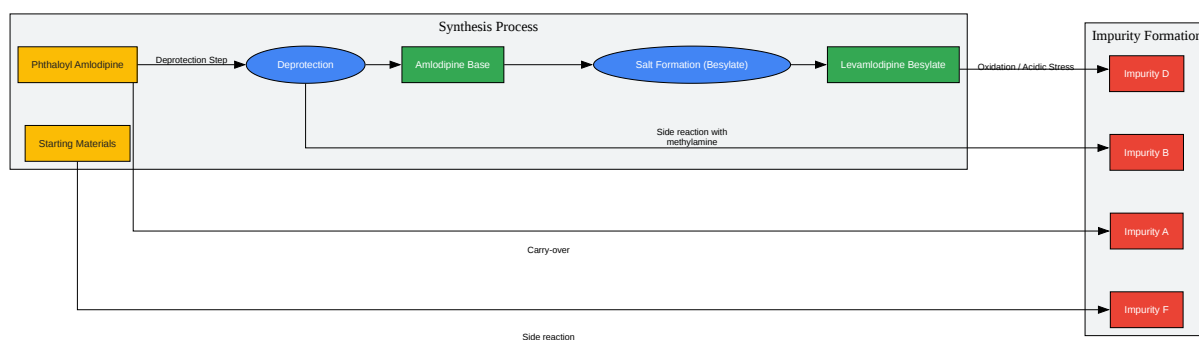 Synthesis Process
Impurity Formation
Phthaloyl Amlodipine
Deprotection Step
Deprotection
Amlodipine Base
Salt Formation (Besylate)
Levamlodipine Besylate
Oxidation / Acidic Stress
Impurity D
Starting Materials
Side reaction with
methylamine
Impurity B
Impurity A
Carry-over
Impurity F
Side reaction